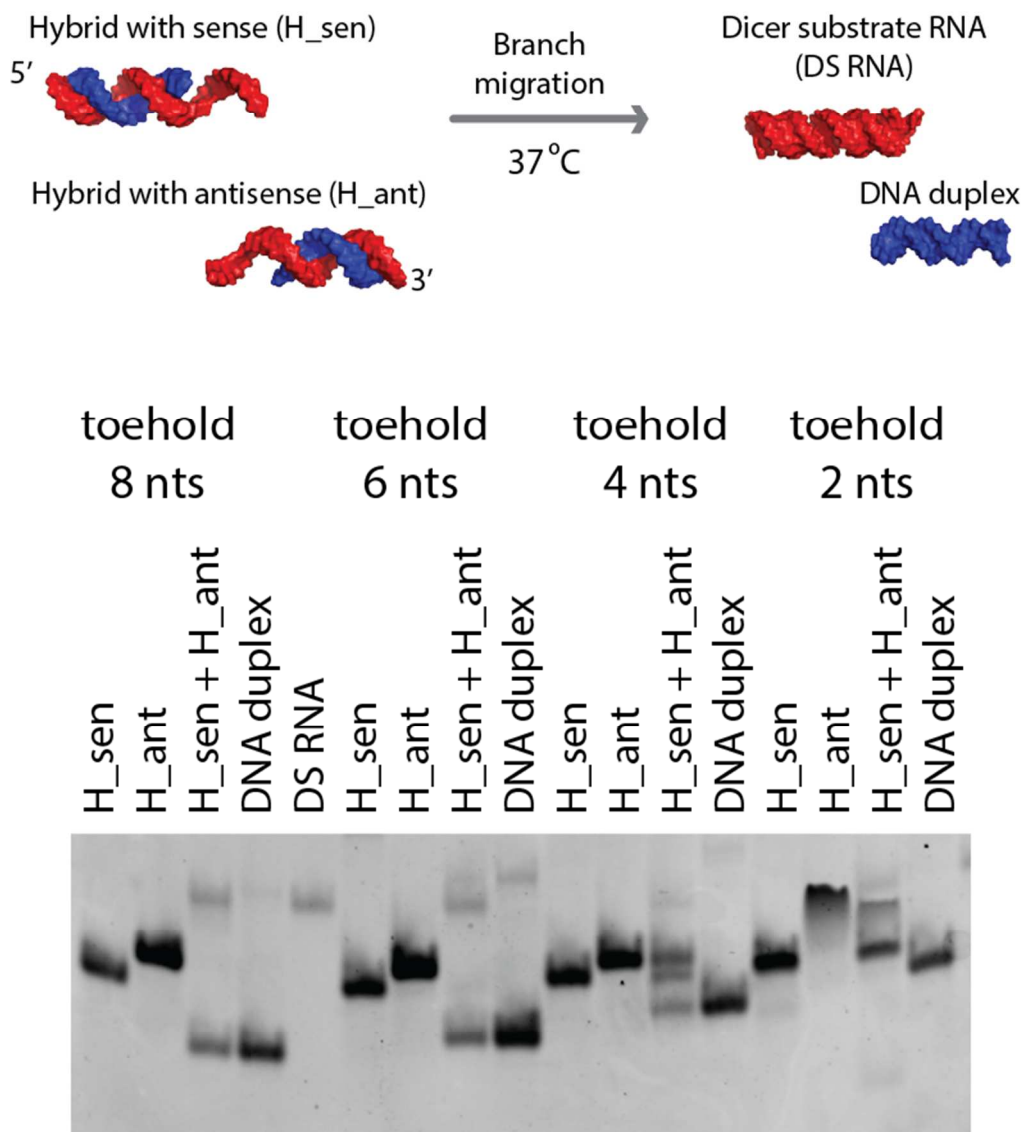 Hybrid with sense (H_sen)
5′
Branch
migration
37 °C
Dicer substrate RNA
(DS RNA)
Hybrid with antisense (H_ant)
3′
DNA duplex
toehold
8 nts
toehold
6 nts
toehold
4 nts
toehold
2 nts
H_sen
H_ant
H_sen + H_ant
DNA duplex
DS RNA
H_sen
H_ant
H_sen + H_ant
DNA duplex
H_sen
H_ant
H_sen + H_ant
DNA duplex
H_sen
H_ant
H_sen + H_ant
DNA duplex